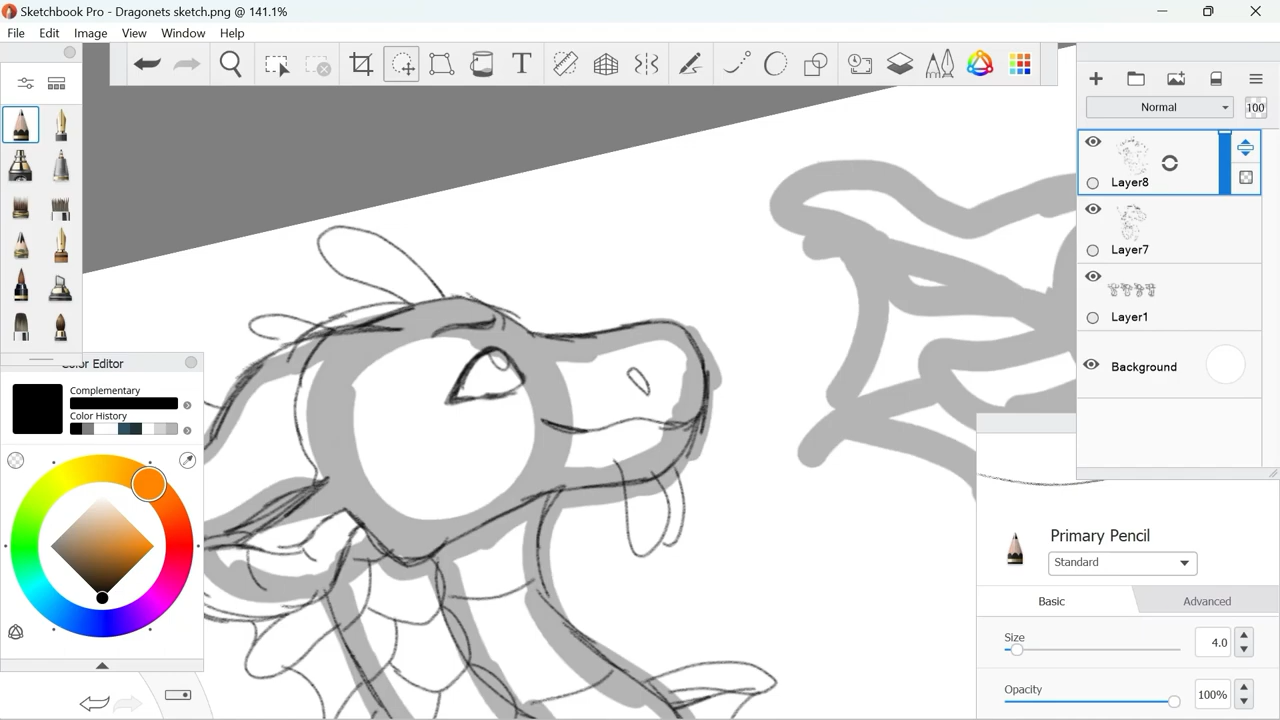 Sketchbook Pro - Dragonets sketch.png @ 141.1%
File Edit Image View Window Help
T
Normal 100
Layer8
Layer7
Layer1
Background
Color Editor
Complementary
Color History
Primary Pencil
Standard
Basic Advanced
Size 4.0
Opacity 100%